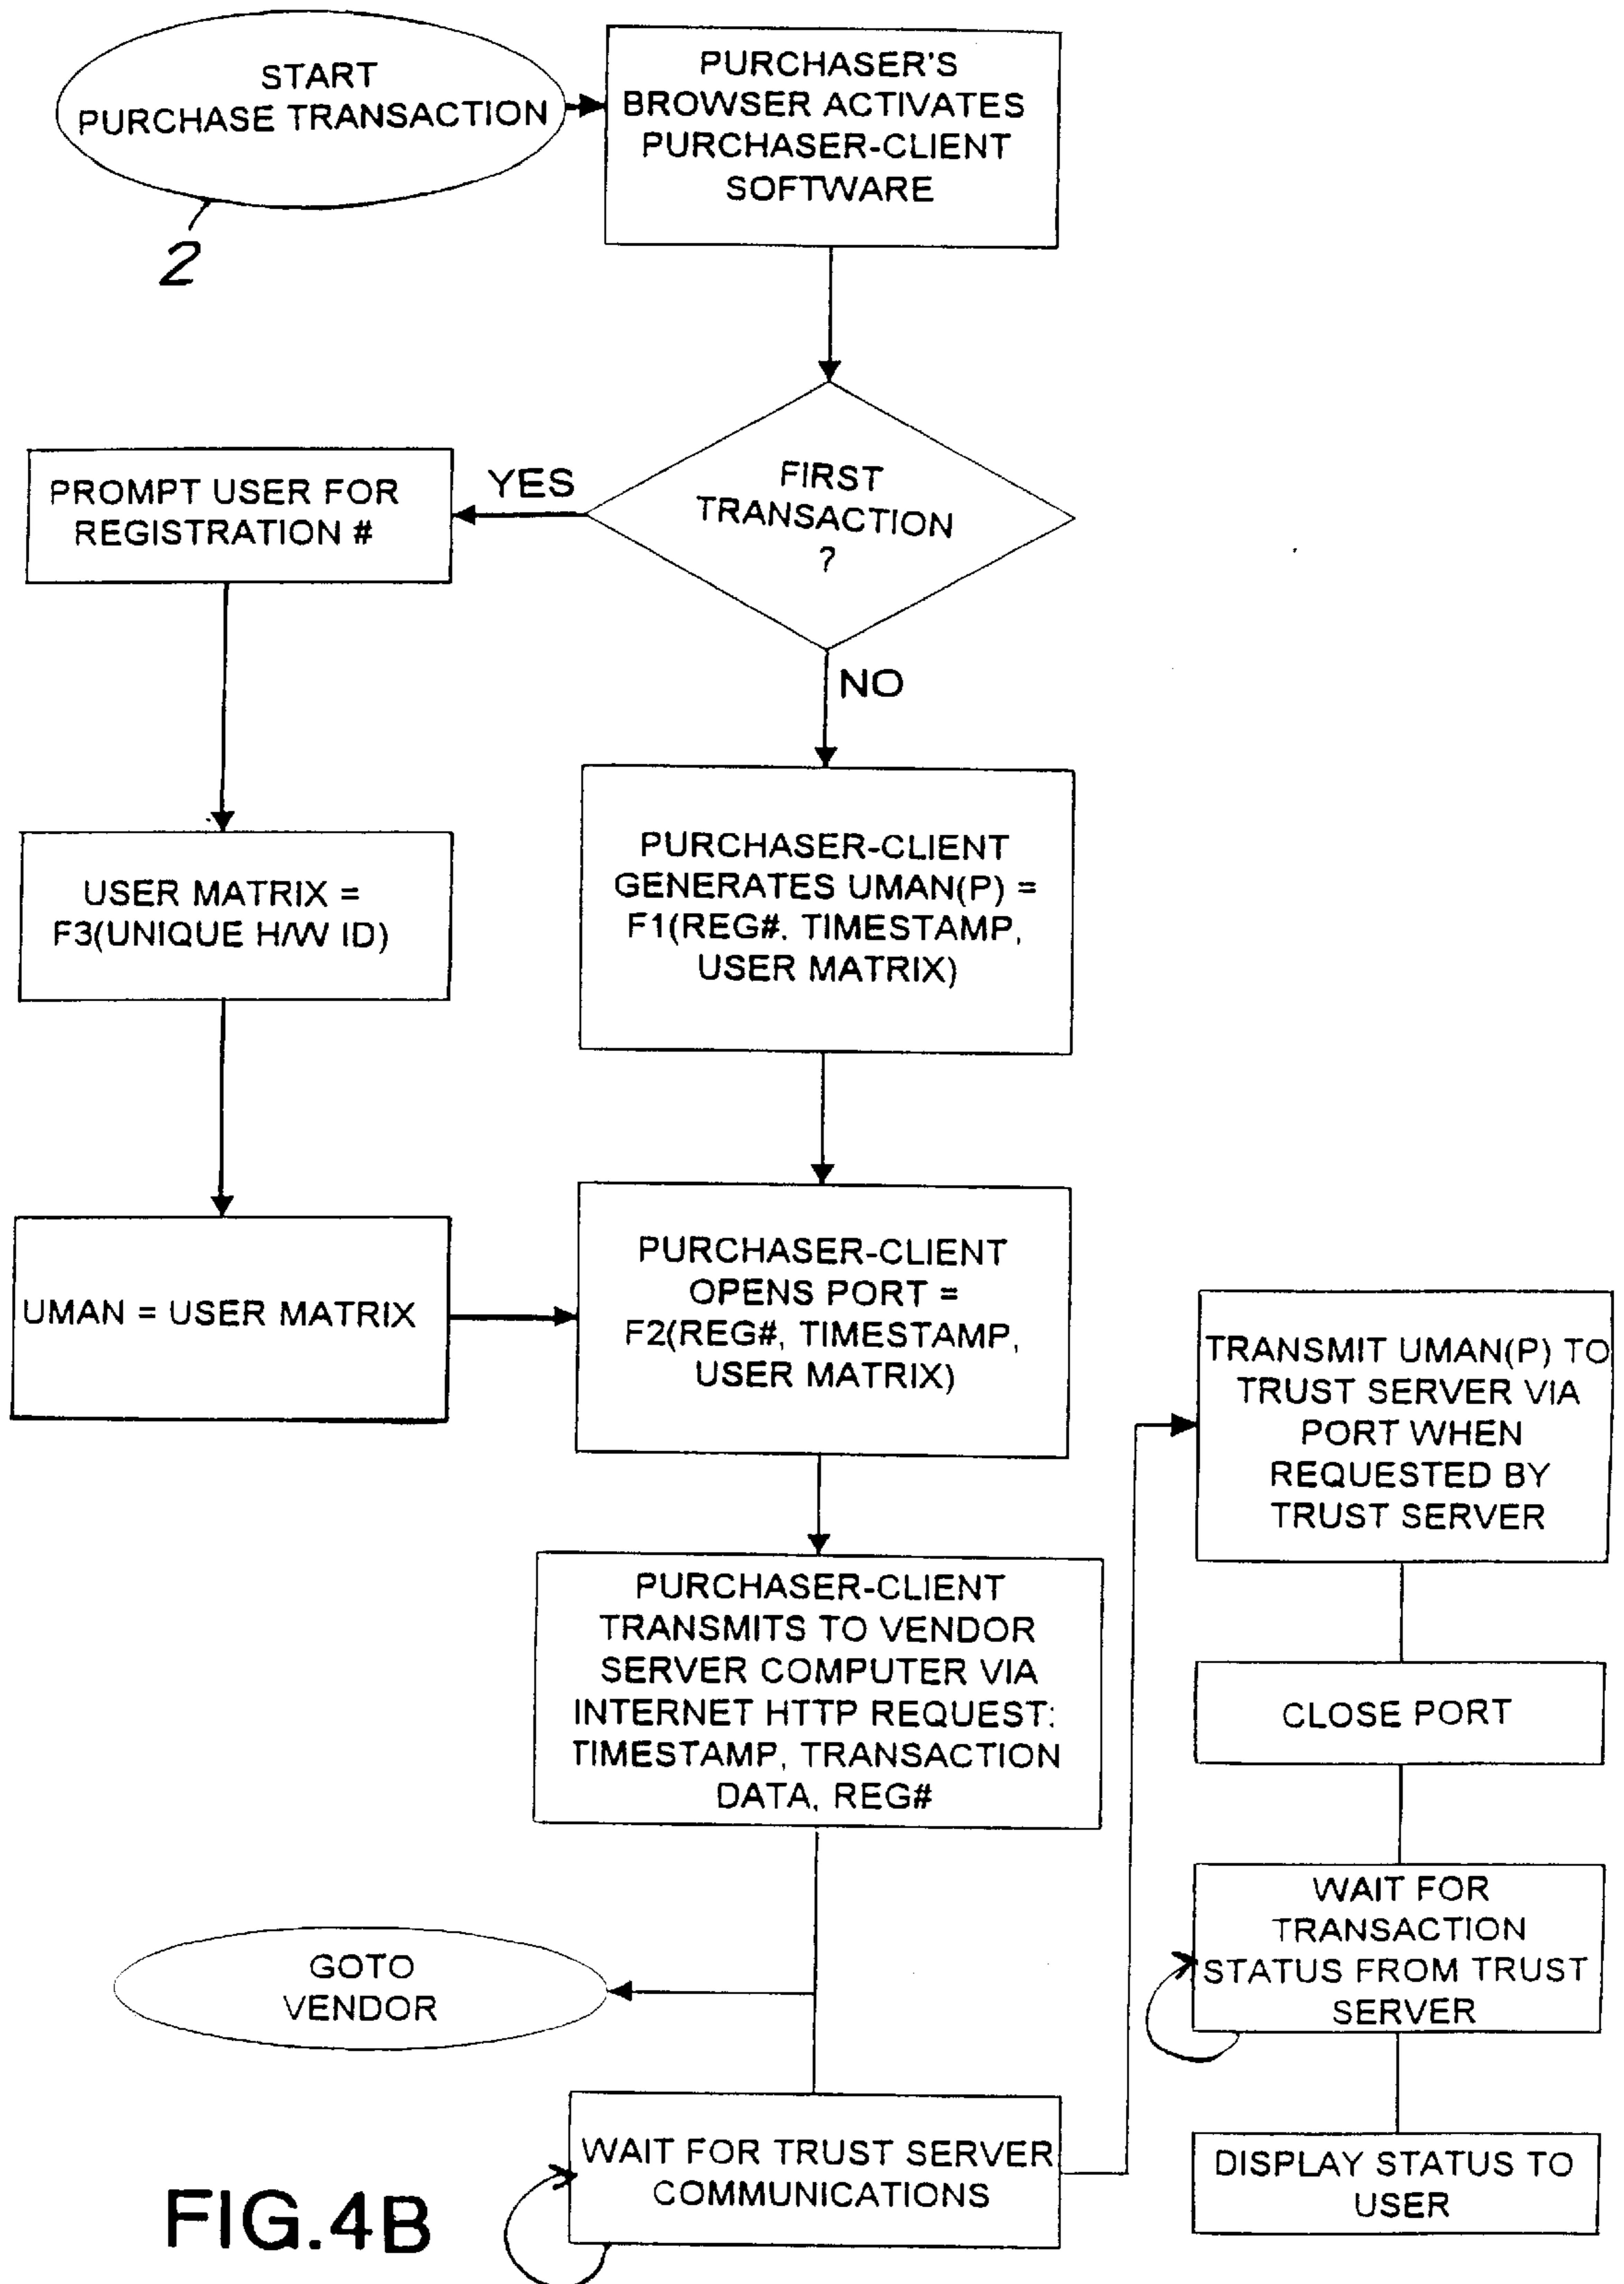 START
PURCHASE TRANSACTION
2
PURCHASER'S
BROWSER ACTIVATES
PURCHASER-CLIENT
SOFTWARE
FIRST
TRANSACTION
?
YES
NO
PROMPT USER FOR
REGISTRATION #
USER MATRIX =
F3(UNIQUE H/W ID)
UMAN = USER MATRIX
PURCHASER-CLIENT
GENERATES UMAN(P) =
F1(REG#. TIMESTAMP,
USER MATRIX)
PURCHASER-CLIENT
OPENS PORT =
F2(REG#, TIMESTAMP,
USER MATRIX)
PURCHASER-CLIENT
TRANSMITS TO VENDOR
SERVER COMPUTER VIA
INTERNET HTTP REQUEST:
TIMESTAMP, TRANSACTION
DATA, REG#
GOTO
VENDOR
WAIT FOR TRUST SERVER
COMMUNICATIONS
TRANSMIT UMAN(P) TO
TRUST SERVER VIA
PORT WHEN
REQUESTED BY
TRUST SERVER
CLOSE PORT
WAIT FOR
TRANSACTION
STATUS FROM TRUST
SERVER
DISPLAY STATUS TO
USER
FIG.4B